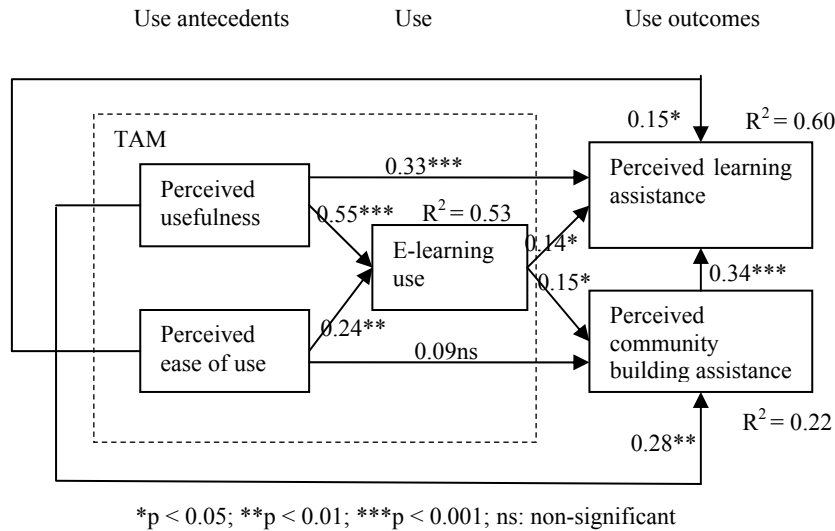 Use antecedents Use Use outcomes
0.15* R² = 0.60
TAM
0.33***
Perceived
usefulness
Perceived learning
assistance
0.55*** R² = 0.53
E-learning
use
0.14*
0.15*
0.34***
Perceived
ease of use
0.24**
0.09ns
Perceived
community
building assistance
R² = 0.22
0.28**
*p < 0.05; **p < 0.01; ***p < 0.001; ns: non-significant